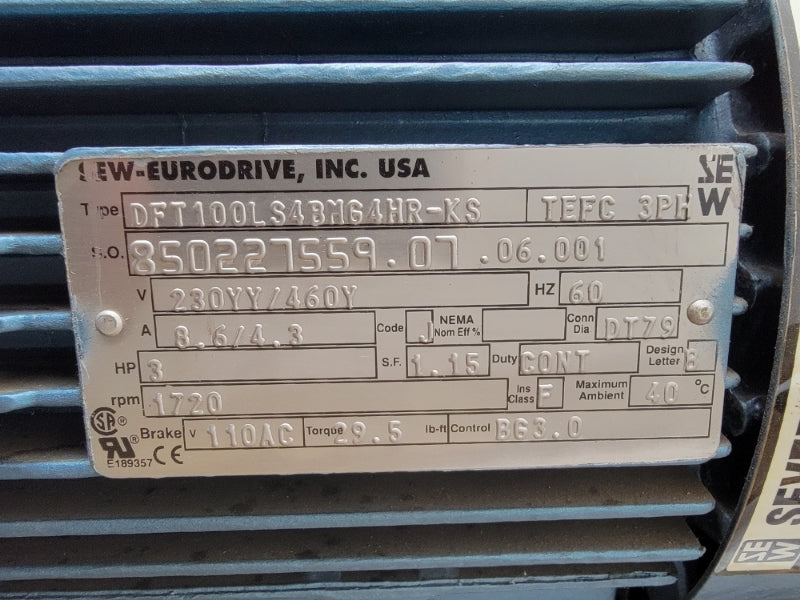 SEW-EURODRIVE, INC. USA SEW
Type DFT100LS4BMG4HR-KS TEFC 3PH
S.O. 850227559.07.06.001
V 230YY/460Y HZ 60
A 8.6/4.3 Code J NEMA Nom Eff % Conn Dia DT79
HP 3 S.F. 1.15 Duty CONT Design Letter B
rpm 1720 Ins Class F Maximum Ambient 40 °C
Brake V 110AC Torque 29.5 lb-ft Control BG3.0
E189357 CE
SEW